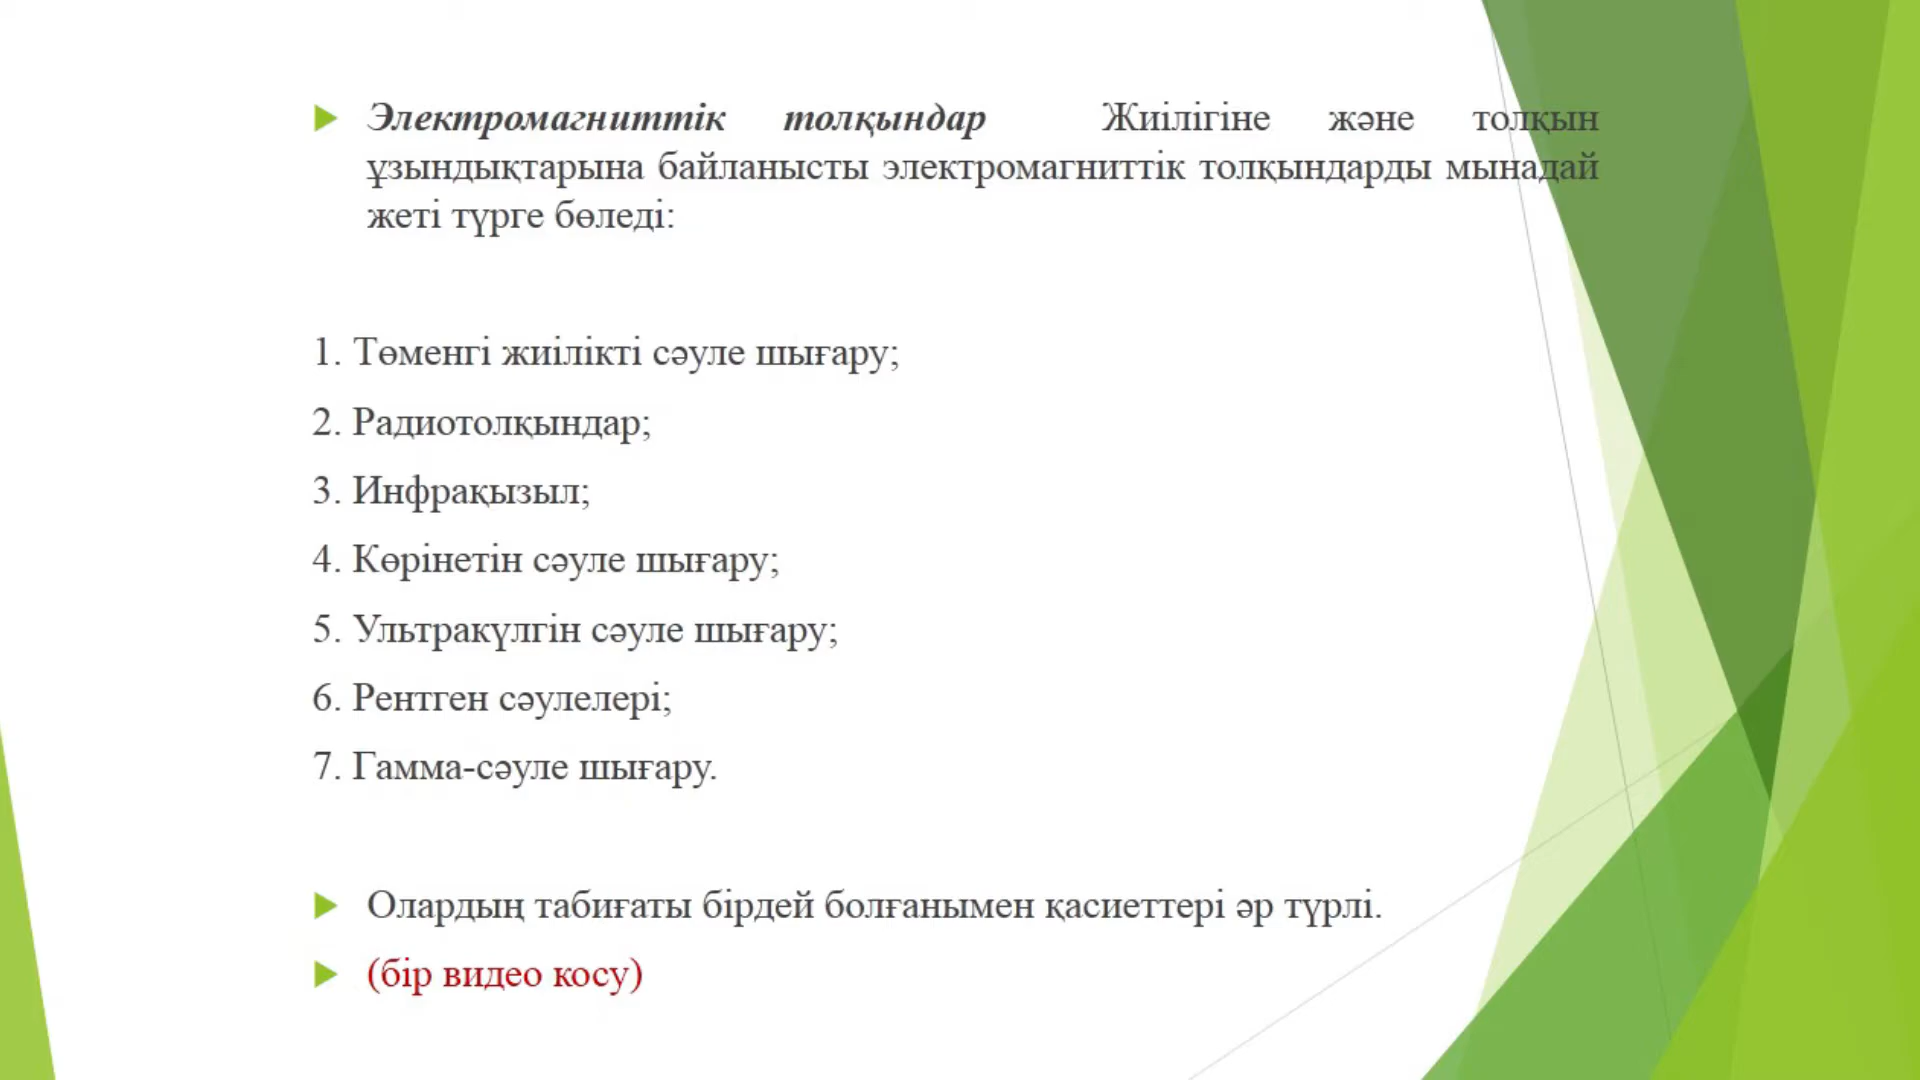 Электромагниттік толқындар Жиілігіне және толқын
ұзындықтарына байланысты электромагниттік толқындарды мынадай
жеті түрге бөледі:
1. Төменгі жиілікті сәуле шығару;
2. Радиотолқындар;
3. Инфрақызыл;
4. Көрінетін сәуле шығару;
5. Ультракүлгін сәуле шығару;
6. Рентген сәулелері;
7. Гамма-сәуле шығару.
Олардың табиғаты бірдей болғанымен қасиеттері әр түрлі.
(бір видео косу)